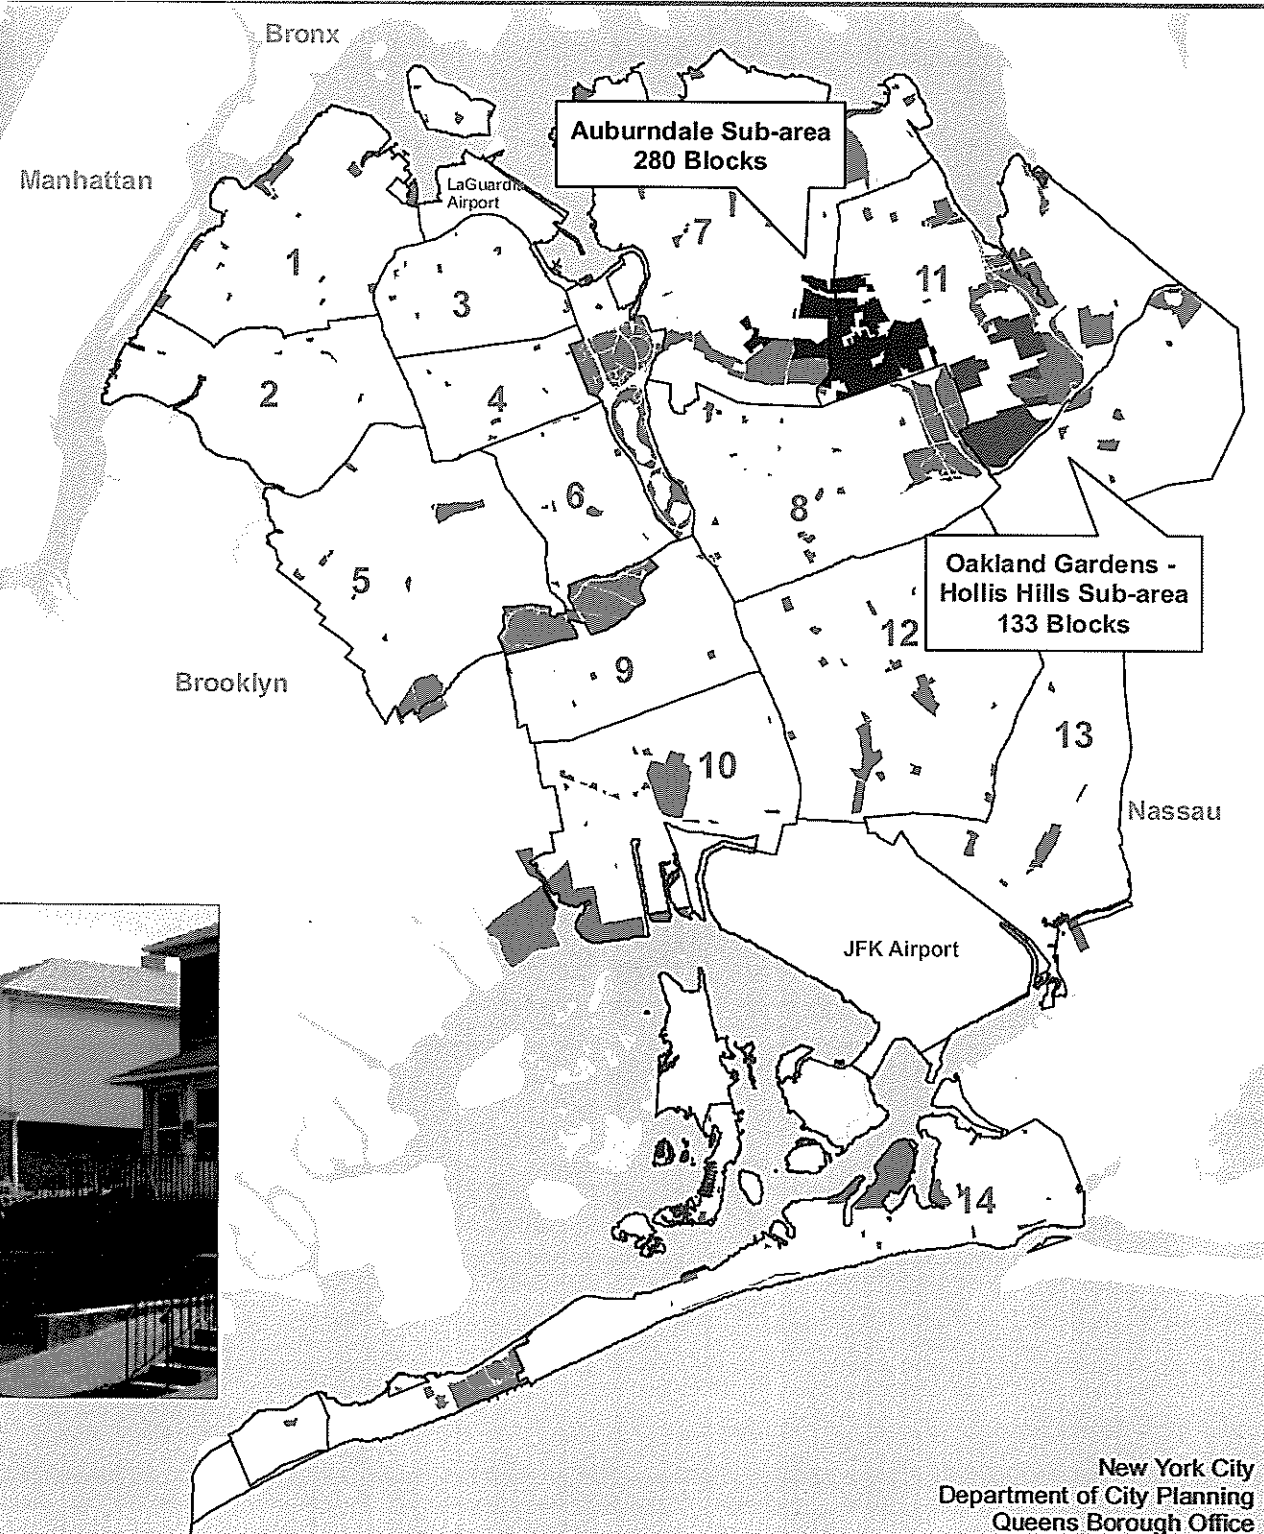 Bronx
Auburndale Sub-area
280 Blocks
Manhattan
LaGuardia
Airport
7
1
11
3
2
4
6
8
5
Oakland Gardens -
Hollis Hills Sub-area
133 Blocks
12
9
Brooklyn
13
10
Nassau
JFK Airport
14
New York City
Department of City Planning
Queens Borough Office